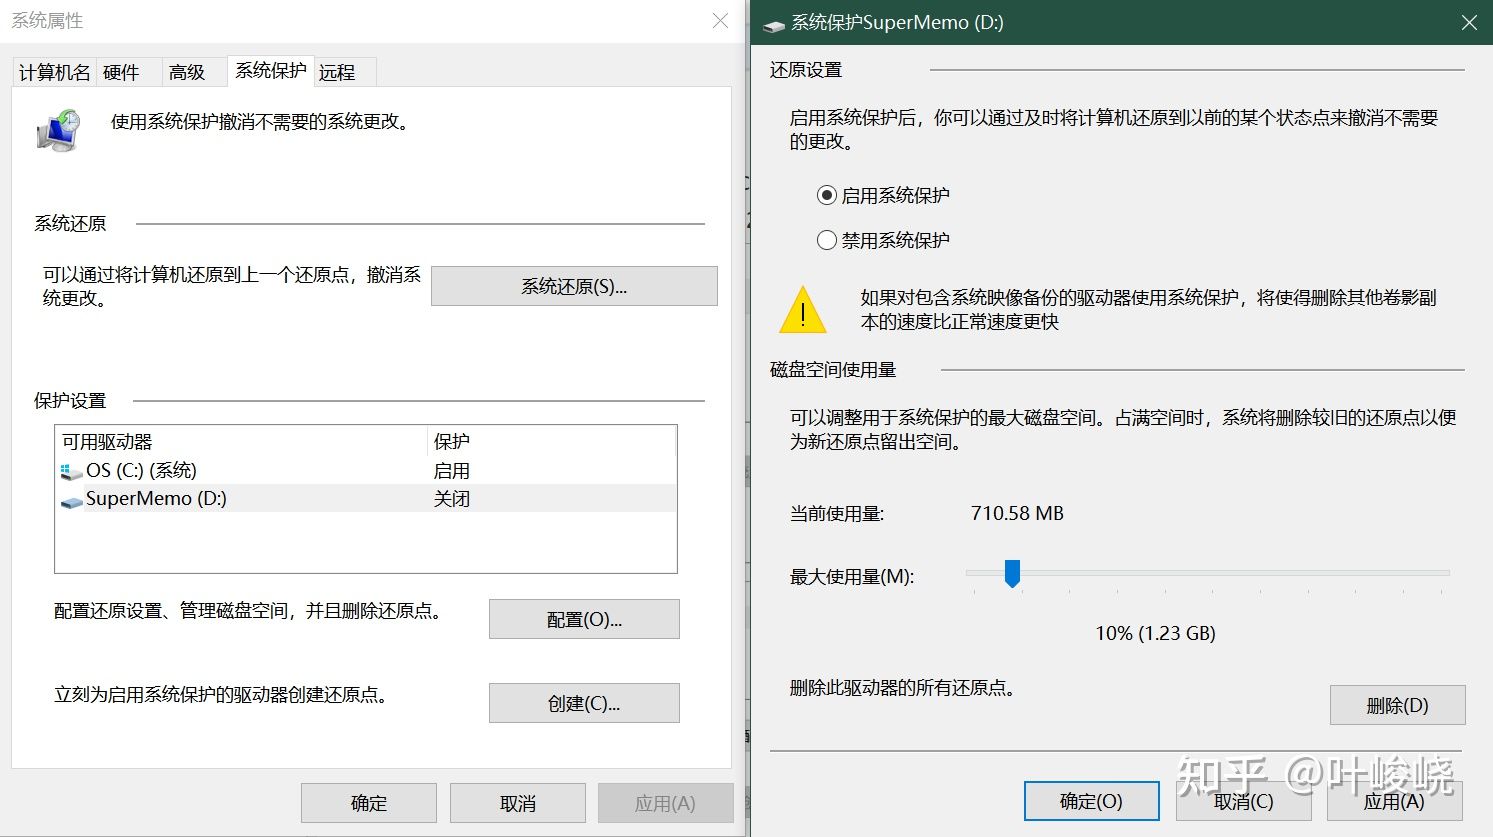 系统属性
计算机名 硬件 高级 系统保护 远程
使用系统保护撤消不需要的系统更改。
系统还原
可以通过将计算机还原到上一个还原点，撤消系
统更改。
系统还原(S)...
保护设置
可用驱动器 保护
OS (C:) (系统) 启用
SuperMemo (D:) 关闭
配置还原设置、管理磁盘空间，并且删除还原点。
配置(O)...
立刻为启用系统保护的驱动器创建还原点。
创建(C)...
确定 取消 应用(A)
系统保护SuperMemo (D:)
还原设置
启用系统保护后，你可以通过及时将计算机还原到以前的某个状态点来撤消不需要
的更改。
启用系统保护
禁用系统保护
如果对包含系统映像备份的驱动器使用系统保护，将使得删除其他卷影副
本的速度比正常速度更快
磁盘空间使用量
可以调整用于系统保护的最大磁盘空间。占满空间时，系统将删除较旧的还原点以便
为新还原点留出空间。
当前使用量: 710.58 MB
最大使用量(M):
10% (1.23 GB)
删除此驱动器的所有还原点。
删除(D)
确定(O) 取消(C) 应用(A)
知乎 @叶峻峣